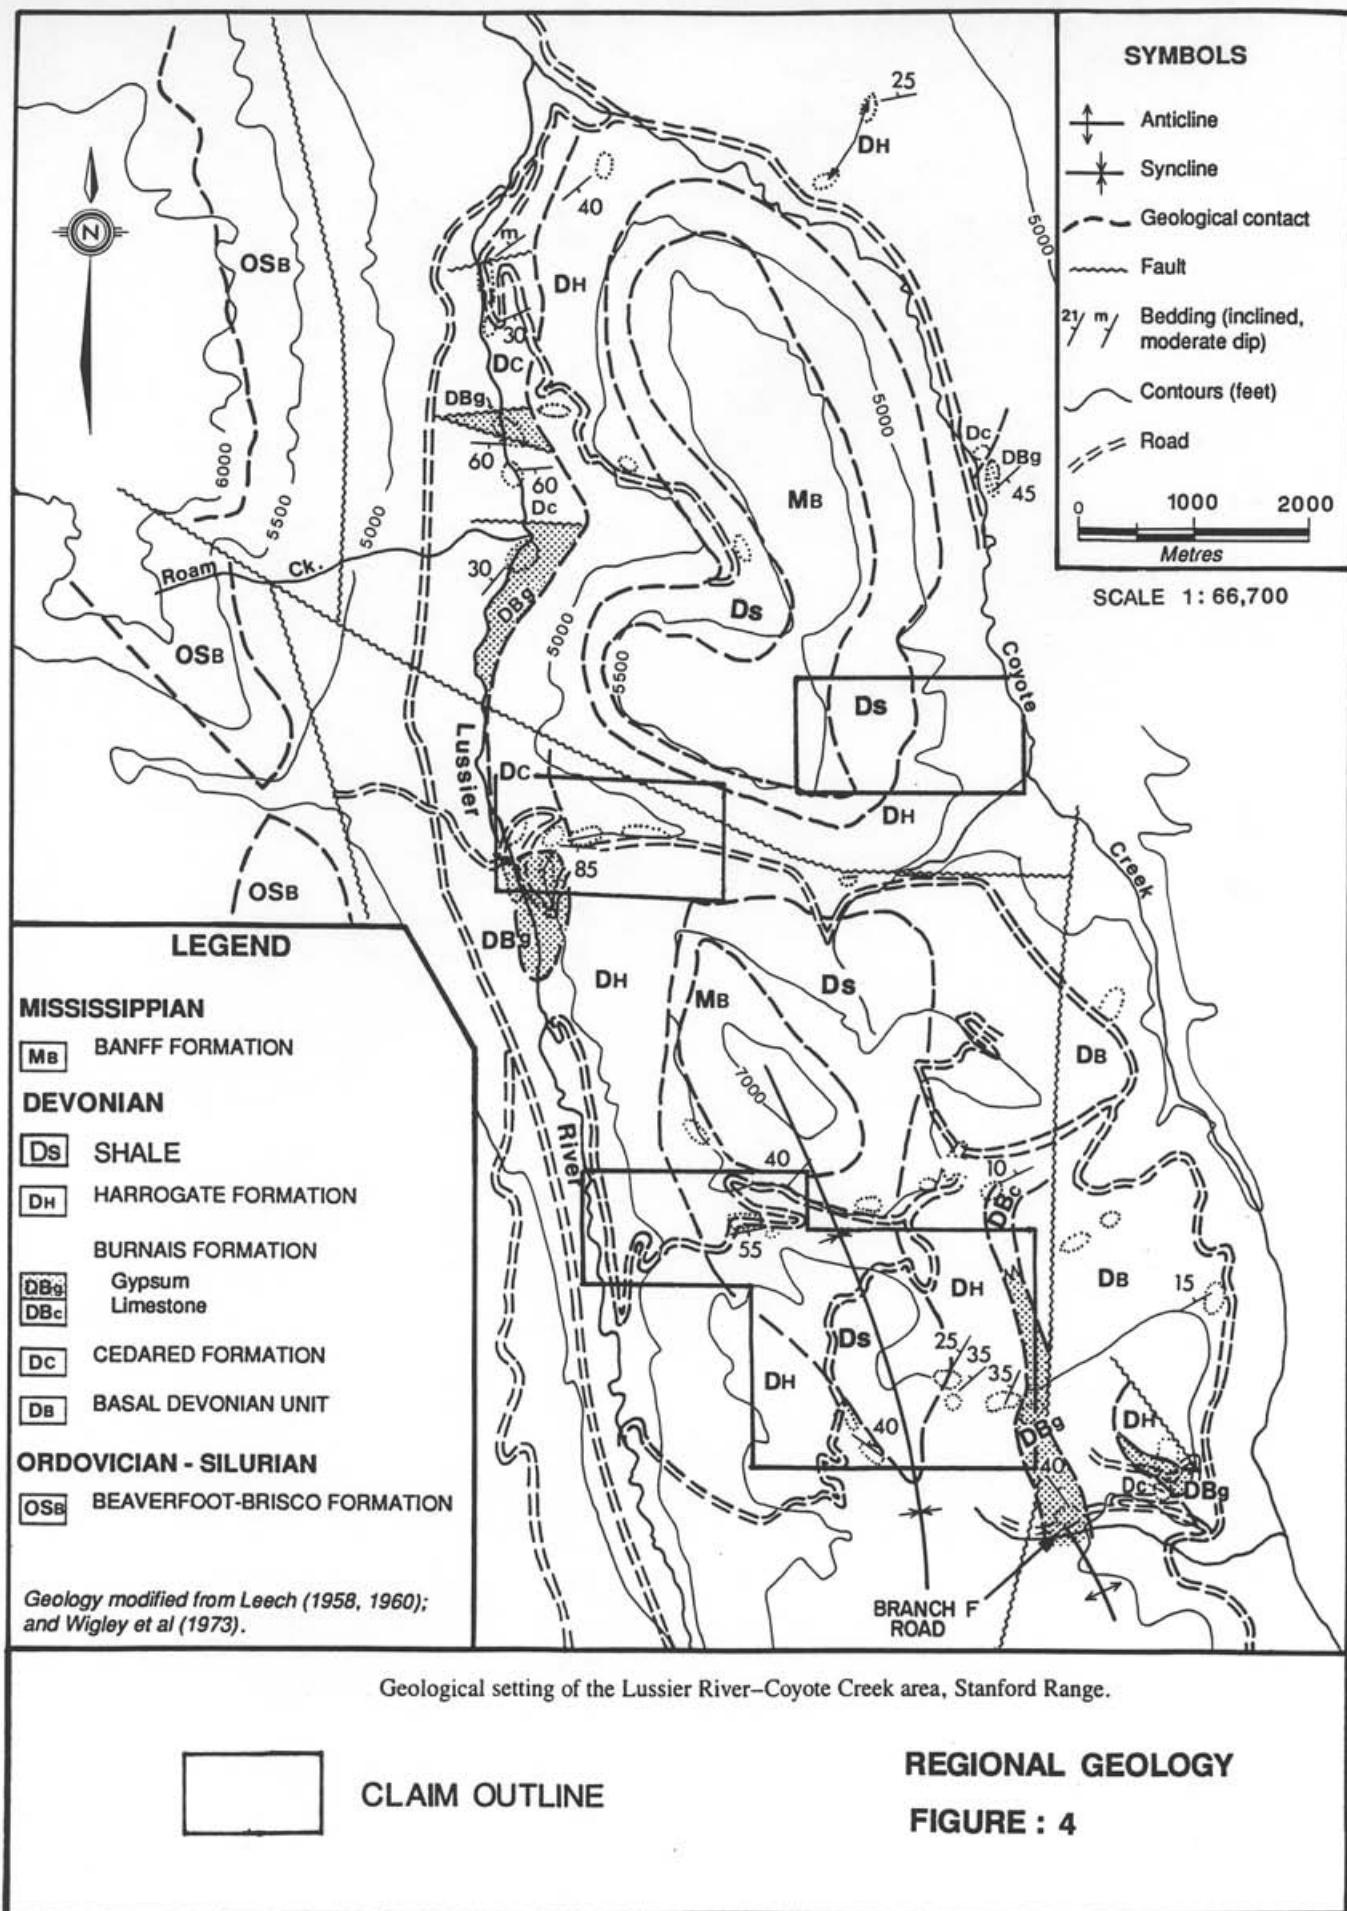 SYMBOLS
Anticline
Syncline
Geological contact
Fault
21 m
Bedding (inclined,
moderate dip)
Contours (feet)
Road
0 1000 2000
Metres
SCALE 1 : 66,700
N
25
DH
40
m
OSB
DH
5000
30
DC
DBg
6000
5500
5000
60
60
Dc
5000
MB
Dc
DBg
45
Roam Ck.
30
DBg
Ds
OSB
5000
5500
Coyote
Ds
Lussier
DC
DH
85
Creek
OSB
DBg
DH
MB
Ds
DB
7000
River
40
10
DBc
55
DH
DB
15
Ds
25
35
35
DH
40
DBg
40
DH
Dc
DBg
BRANCH F
ROAD
LEGEND
MISSISSIPPIAN
MB BANFF FORMATION
DEVONIAN
Ds SHALE
DH HARROGATE FORMATION
BURNAIS FORMATION
DBg Gypsum
DBc Limestone
DC CEDARED FORMATION
DB BASAL DEVONIAN UNIT
ORDOVICIAN - SILURIAN
OSB BEAVERFOOT-BRISCO FORMATION
Geology modified from Leech (1958, 1960);
and Wigley et al (1973).
Geological setting of the Lussier River–Coyote Creek area, Stanford Range.
CLAIM OUTLINE
REGIONAL GEOLOGY
FIGURE : 4